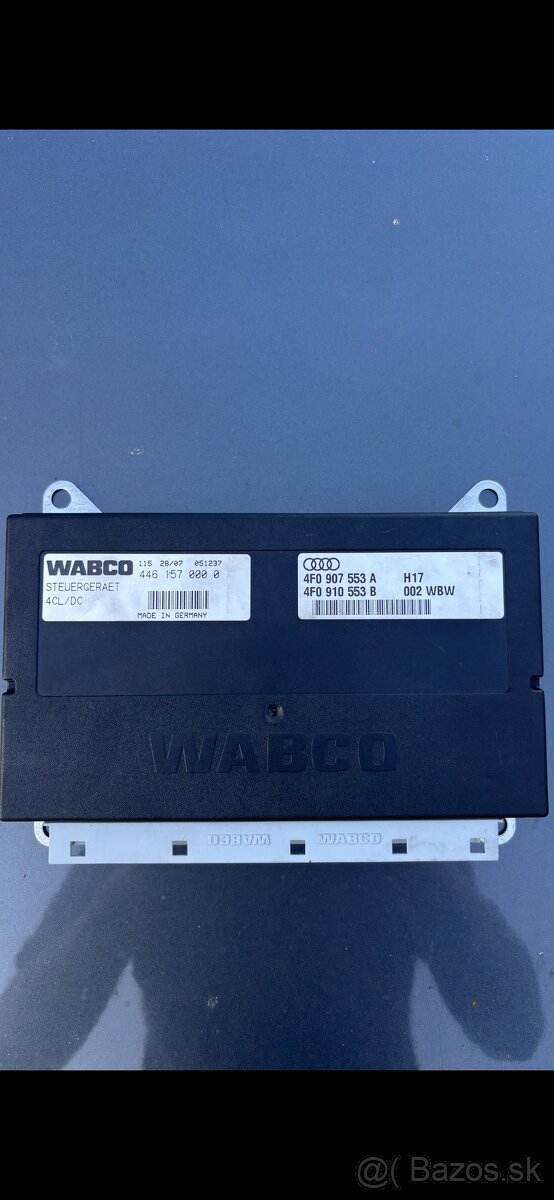 WABCO 115 28/07 051237
446 157 000 0
STEUERGERAET
4CL/DC
MADE IN GERMANY
4F0 907 553 A H17
4F0 910 553 B 002 WBW
WABCO
WABCO WABCO
@( Bazos.sk